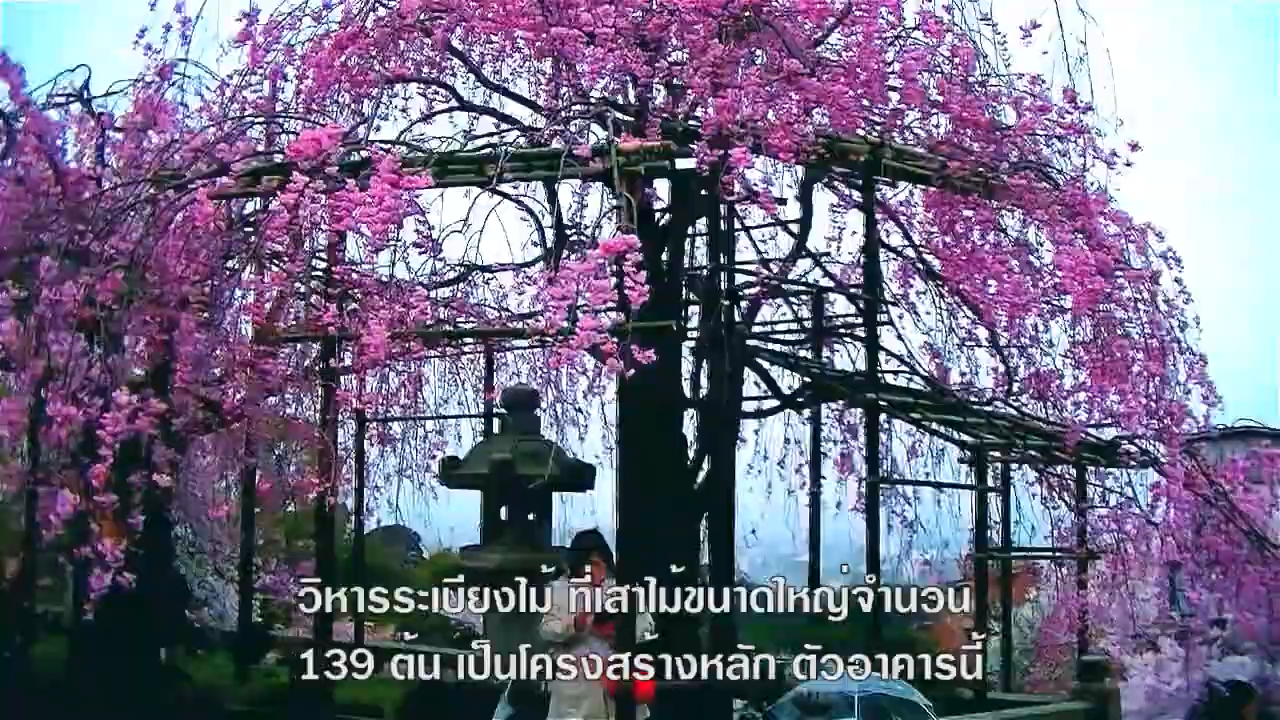 วิหารระเบียงไม้ ที่เสาไม้ขนาดใหญ่จำนวน
139 ต้น เป็นโครงสร้างหลัก ตัวอาคารนี้